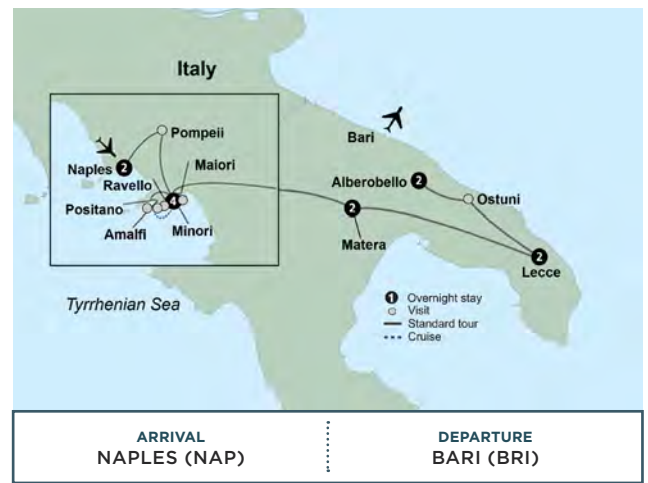 Italy
Pompeii
Bari
Naples
2
Maiori
Ravello
Alberobello
2
Ostuni
Positano
4
2
Amalfi
Minori
Matera
2
Lecce
Tyrrhenian Sea
1 Overnight stay
Visit
Standard tour
Cruise
ARRIVAL
NAPLES (NAP)
DEPARTURE
BARI (BRI)